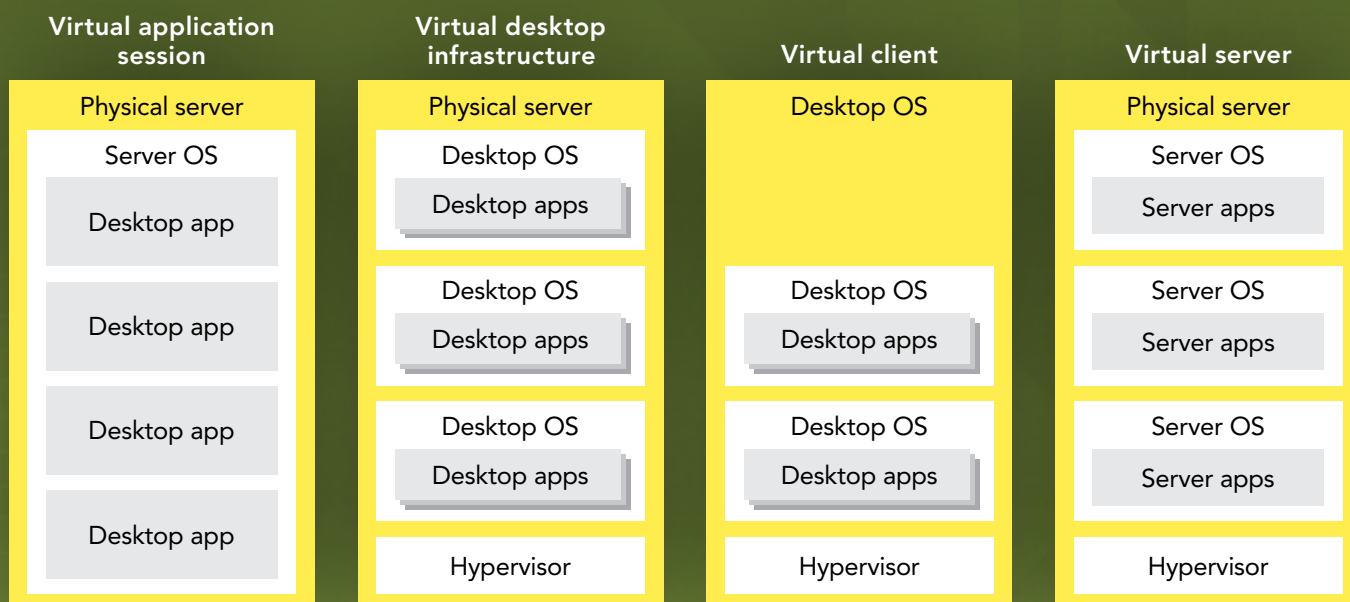 Virtual application
session
Physical server
Server OS
Desktop app
Desktop app
Desktop app
Desktop app
Virtual desktop
infrastructure
Physical server
Desktop OS
Desktop apps
Desktop OS
Desktop apps
Desktop OS
Desktop apps
Hypervisor
Virtual client
Desktop OS
Desktop OS
Desktop apps
Desktop OS
Desktop apps
Hypervisor
Virtual server
Physical server
Server OS
Server apps
Server OS
Server apps
Server OS
Server apps
Hypervisor